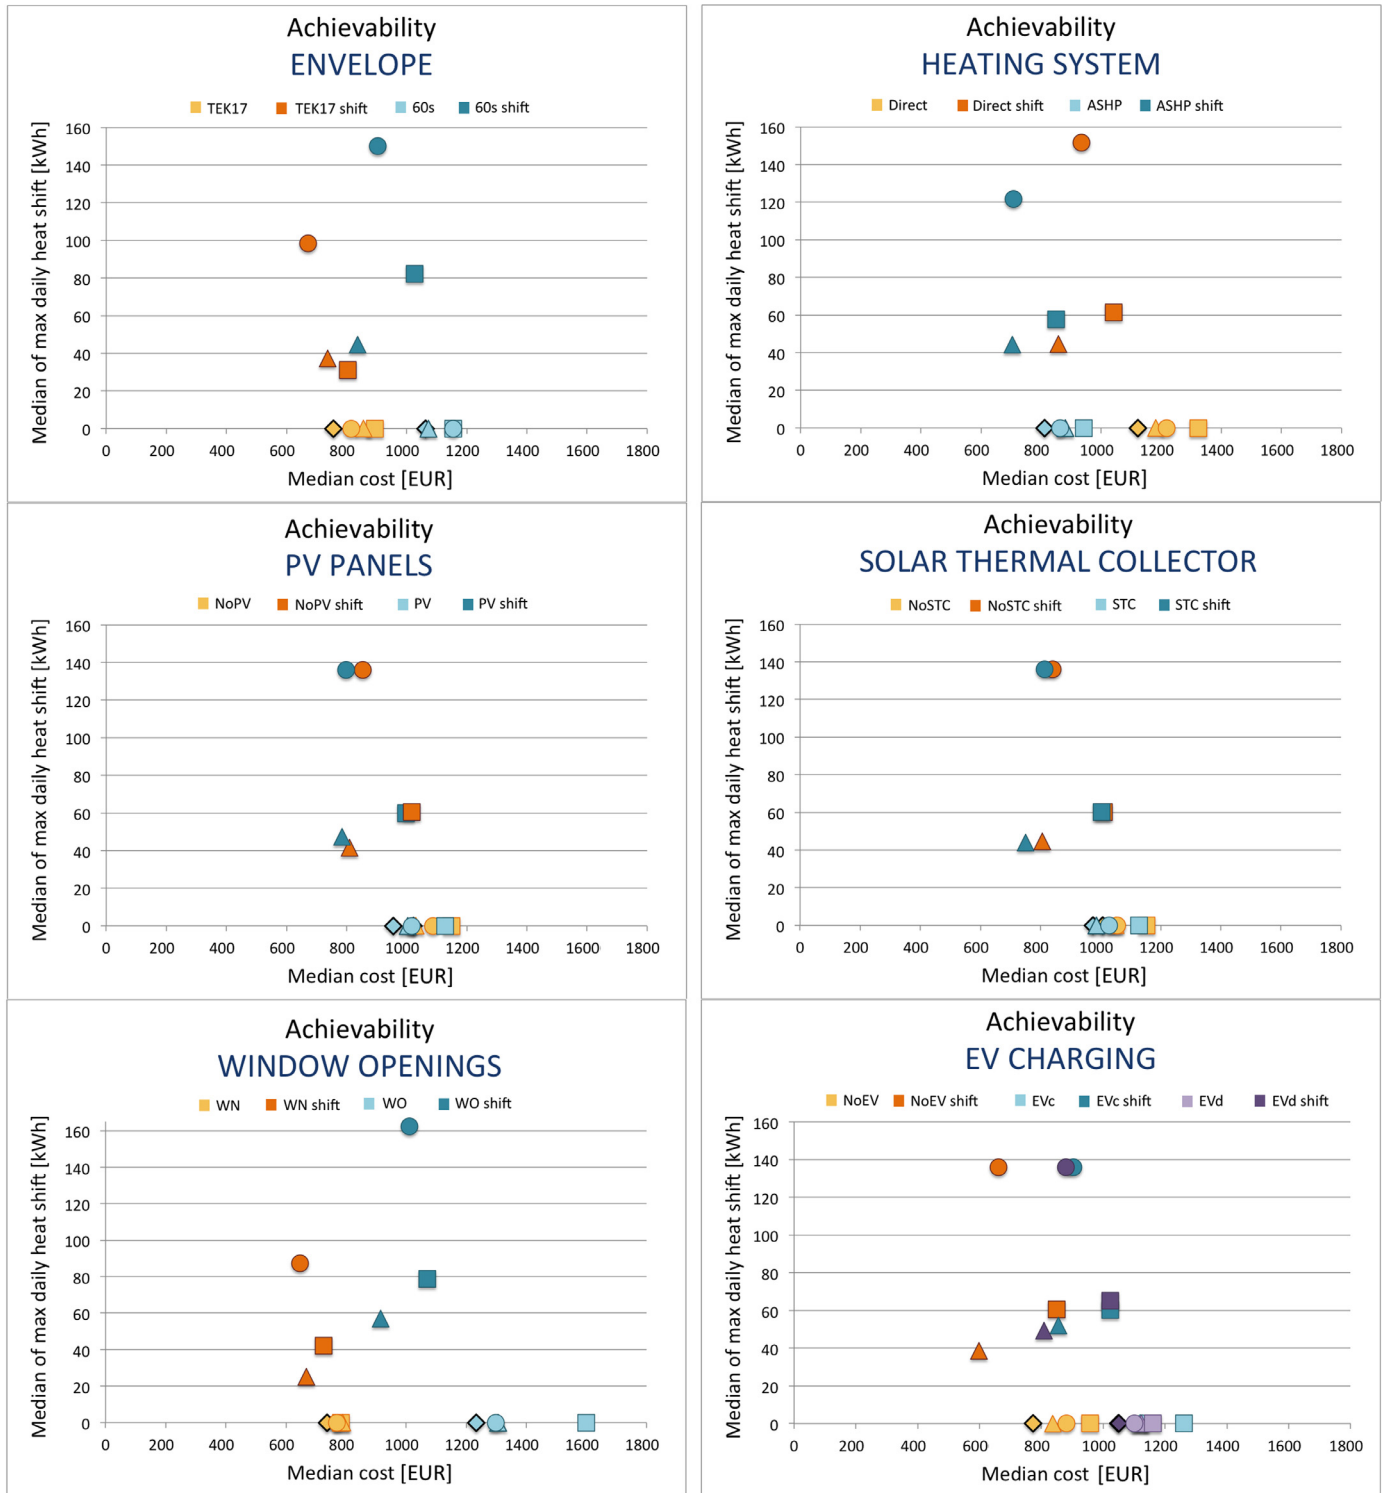 Achievability
ENVELOPE
TEK17 TEK17 shift 60s 60s shift
Median of max daily heat shift [kWh]
160
140
120
100
80
60
40
20
0
0 200 400 600 800 1000 1200 1400 1600 1800
Median cost [EUR]
Achievability
HEATING SYSTEM
Direct Direct shift ASHP ASHP shift
Median of max daily heat shift [kWh]
160
140
120
100
80
60
40
20
0
0 200 400 600 800 1000 1200 1400 1600 1800
Median cost [EUR]
Achievability
PV PANELS
NoPV NoPV shift PV PV shift
Median of max daily heat shift [kWh]
160
140
120
100
80
60
40
20
0
0 200 400 600 800 1000 1200 1400 1600 1800
Median cost [EUR]
Achievability
SOLAR THERMAL COLLECTOR
NoSTC NoSTC shift STC STC shift
Median of max daily heat shift [kWh]
160
140
120
100
80
60
40
20
0
0 200 400 600 800 1000 1200 1400 1600 1800
Median cost [EUR]
Achievability
WINDOW OPENINGS
WN WN shift WO WO shift
Median of max daily heat shift [kWh]
160
140
120
100
80
60
40
20
0
0 200 400 600 800 1000 1200 1400 1600 1800
Median cost [EUR]
Achievability
EV CHARGING
NoEV NoEV shift EVc EVc shift EVd EVd shift
Median of max daily heat shift [kWh]
160
140
120
100
80
60
40
20
0
0 200 400 600 800 1000 1200 1400 1600 1800
Median cost [EUR]